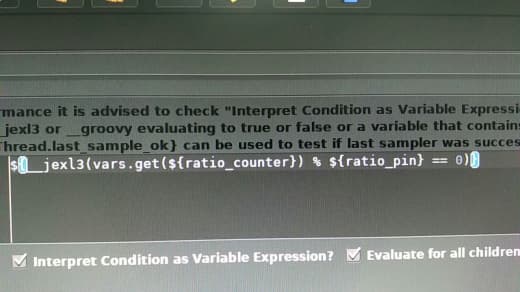 mance it is advised to check "Interpret Condition as Variable Expressi
_jexl3 or __groovy evaluating to true or false or a variable that contain
Thread.last_sample_ok} can be used to test if last sampler was succes
${__jexl3(vars.get(${ratio_counter}) % ${ratio_pin} == 0)}
Interpret Condition as Variable Expression? Evaluate for all children